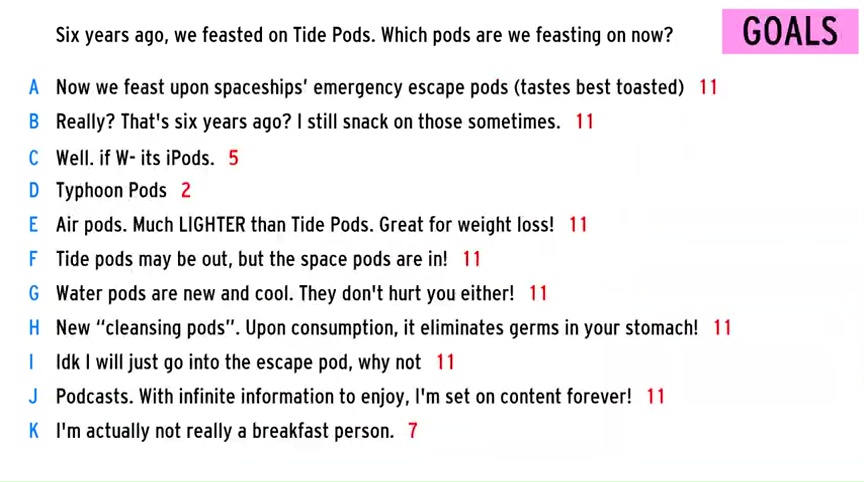 GOALS
Six years ago, we feasted on Tide Pods. Which pods are we feasting on now?
A Now we feast upon spaceships' emergency escape pods (tastes best toasted) 11
B Really? That's six years ago? I still snack on those sometimes. 11
C Well. if W- its iPods. 5
D Typhoon Pods 2
E Air pods. Much LIGHTER than Tide Pods. Great for weight loss! 11
F Tide pods may be out, but the space pods are in! 11
G Water pods are new and cool. They don't hurt you either! 11
H New “cleansing pods”. Upon consumption, it eliminates germs in your stomach! 11
I Idk I will just go into the escape pod, why not 11
J Podcasts. With infinite information to enjoy, I'm set on content forever! 11
K I'm actually not really a breakfast person. 7